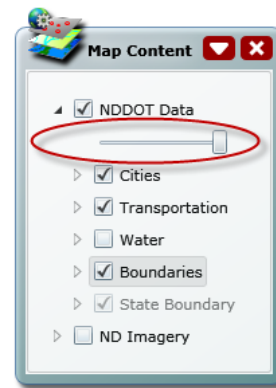 Map Content
NDDOT Data
Cities
Transportation
Water
Boundaries
State Boundary
ND Imagery